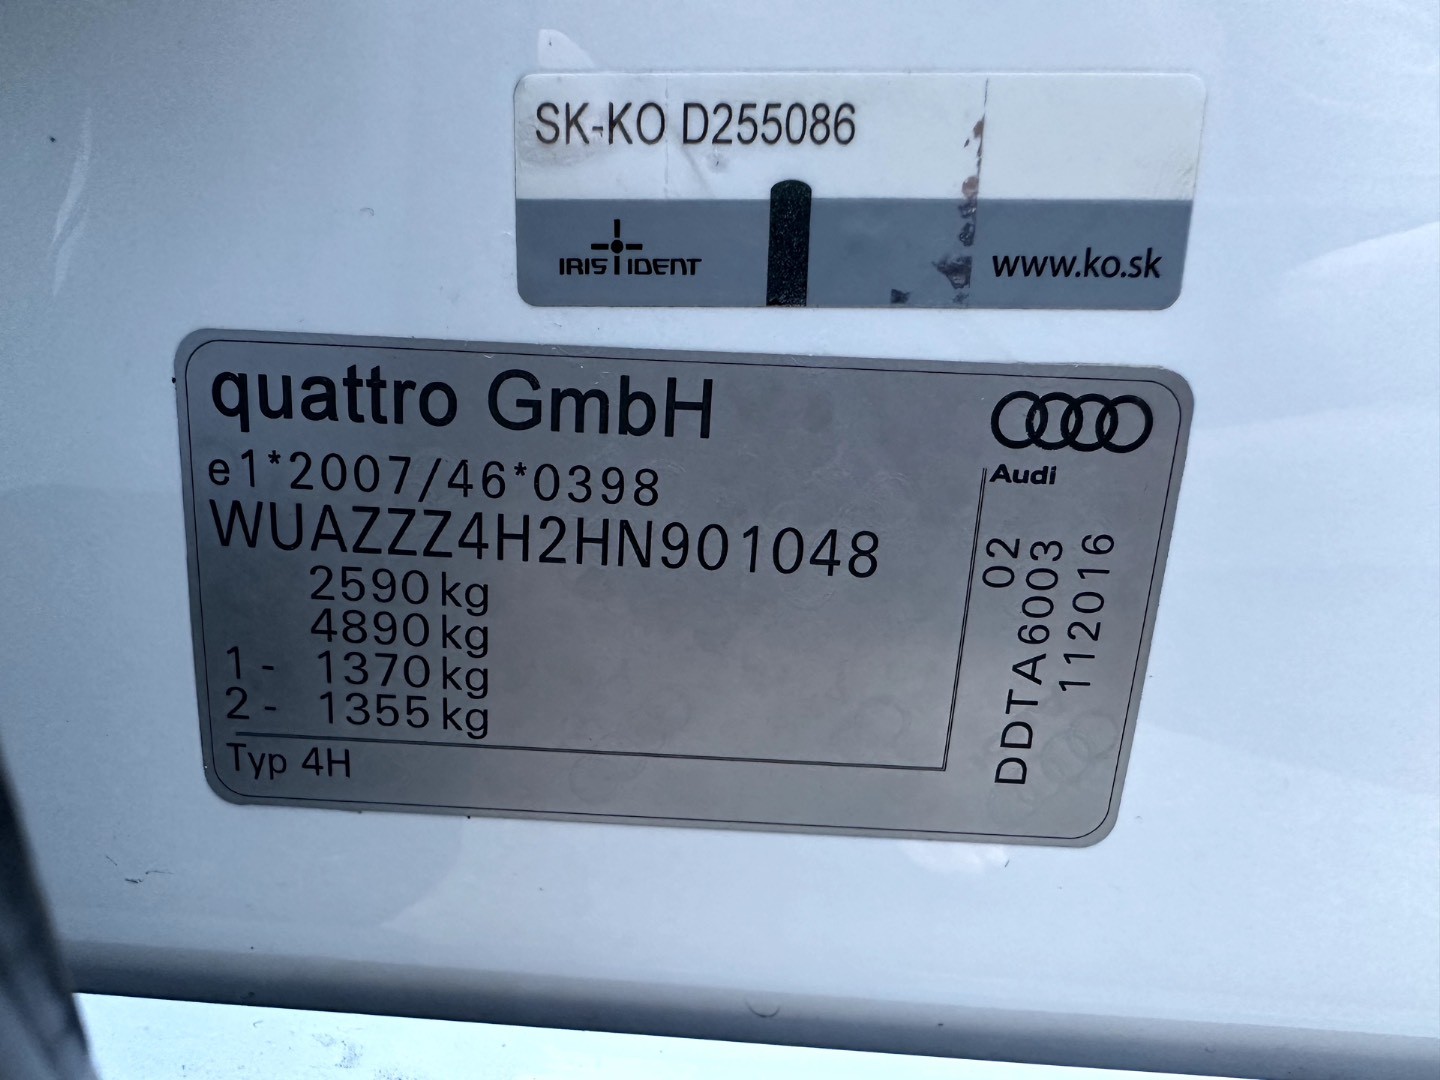 SK-KO D255086
IRIS IDENT
www.ko.sk
quattro GmbH
Audi
e1*2007/46*0398
WUAZZZ4H2HN901048
2590 kg
4890 kg
1 - 1370 kg
2 - 1355 kg
Typ 4H
02
DDTA6003
112016